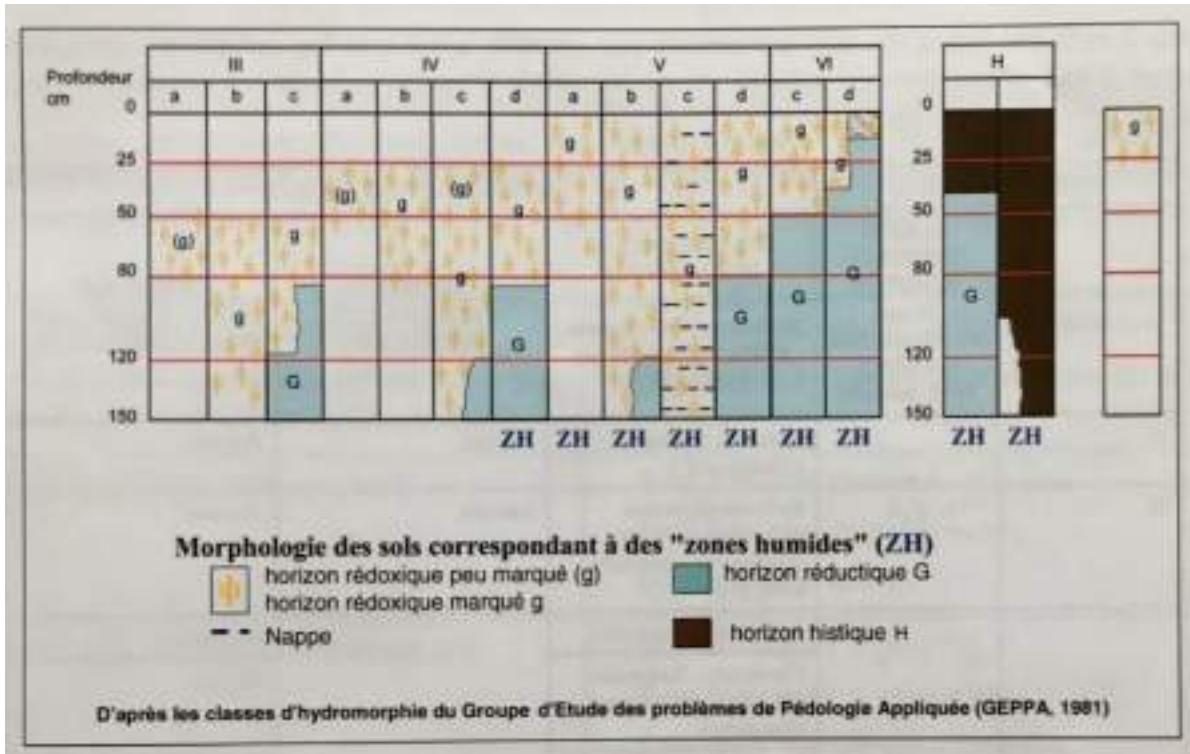 III IV V VI H
Profondeur
cm
a b c a b c d a b c d c d
0 0
25 25
50 50
80 80
120 120
150 150
(g) g g G (g) g (g) g g G g g g g g G g G g G G g
ZH ZH ZH ZH ZH ZH ZH ZH ZH
Morphologie des sols correspondant à des "zones humides" (ZH)
horizon rédoxique peu marqué (g)
horizon rédoxique marqué g
Nappe
horizon réductique G
horizon histique H
D'après les classes d'hydromorphie du Groupe d'Etude des problèmes de Pédologie Appliquée (GEPPA, 1981)